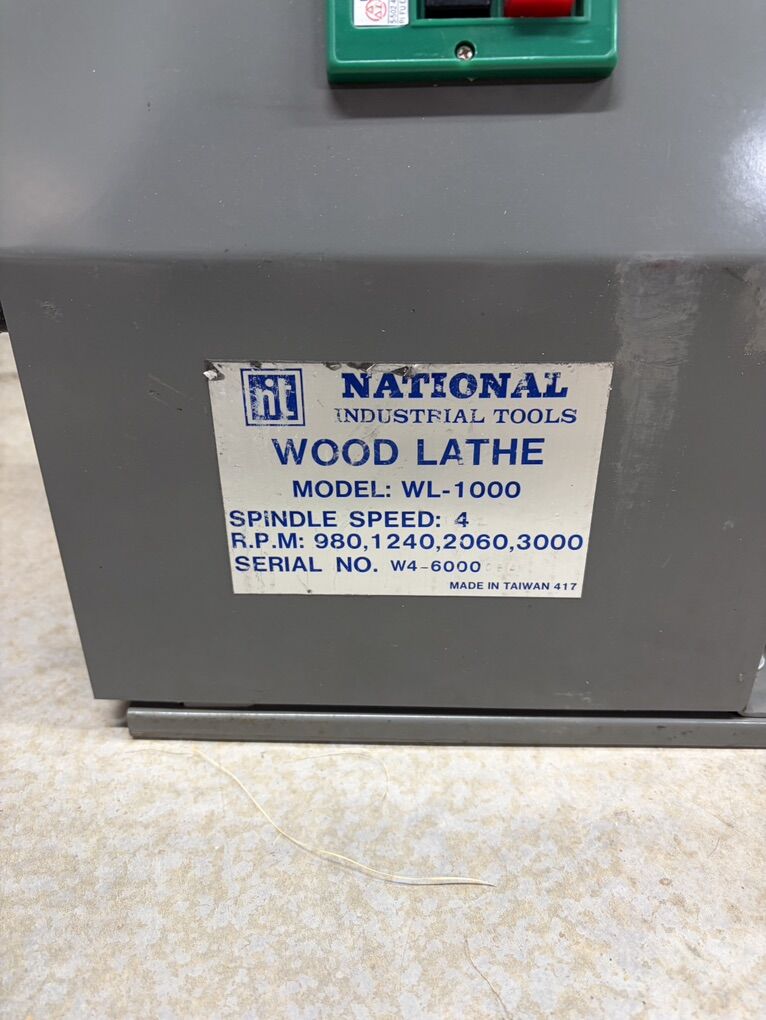 nit
NATIONAL
INDUSTRIAL TOOLS
WOOD LATHE
MODEL: WL-1000
SPINDLE SPEED: 4
R.P.M: 980,1240,2060,3000
SERIAL NO. W4-6000
MADE IN TAIWAN 417